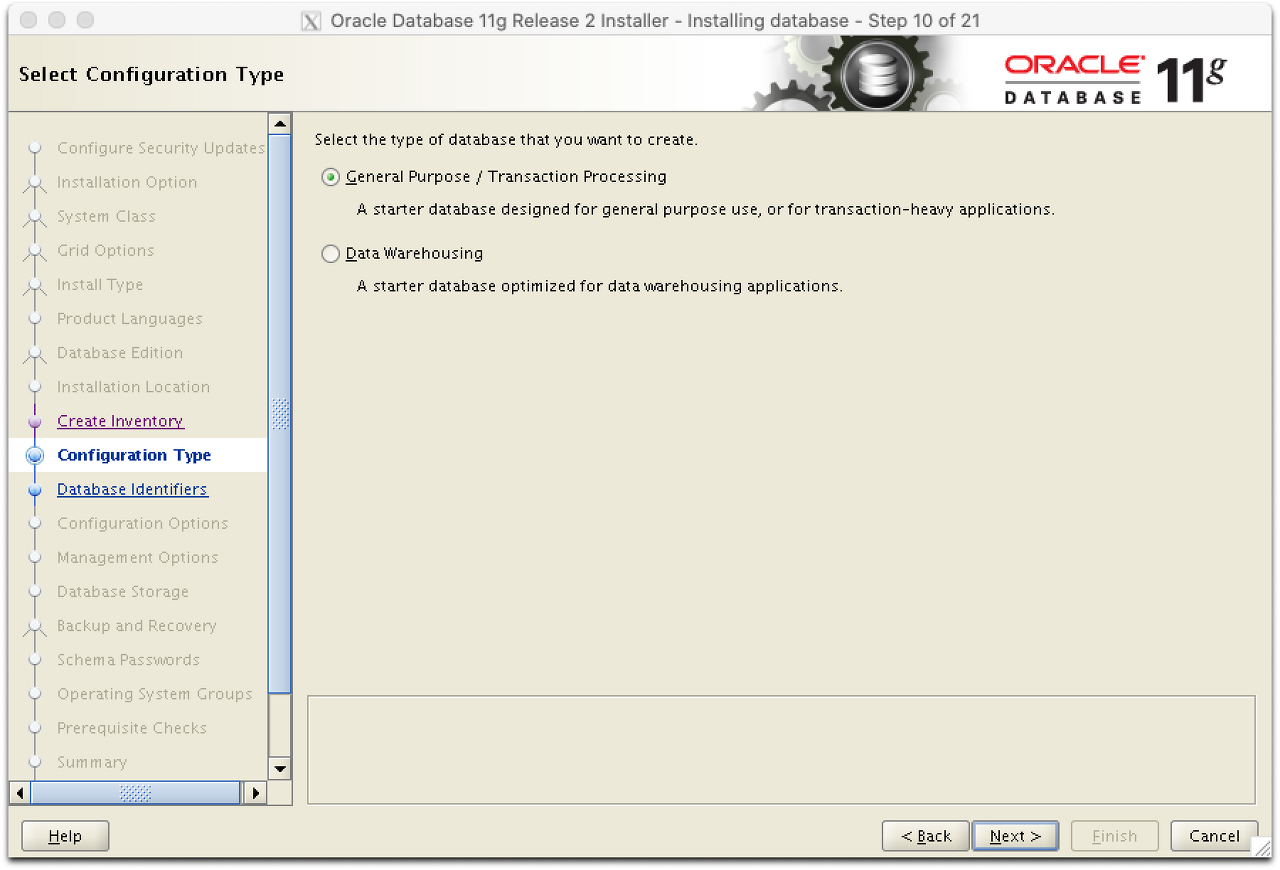 Oracle Database 11g Release 2 Installer - Installing database - Step 10 of 21
Select Configuration Type
ORACLE
DATABASE
11g
Configure Security Updates
Installation Option
System Class
Grid Options
Install Type
Product Languages
Database Edition
Installation Location
Create Inventory
Configuration Type
Database Identifiers
Configuration Options
Management Options
Database Storage
Backup and Recovery
Schema Passwords
Operating System Groups
Prerequisite Checks
Summary
Select the type of database that you want to create.
General Purpose / Transaction Processing
A starter database designed for general purpose use, or for transaction-heavy applications.
Data Warehousing
A starter database optimized for data warehousing applications.
Help
< Back
Next >
Finish
Cancel